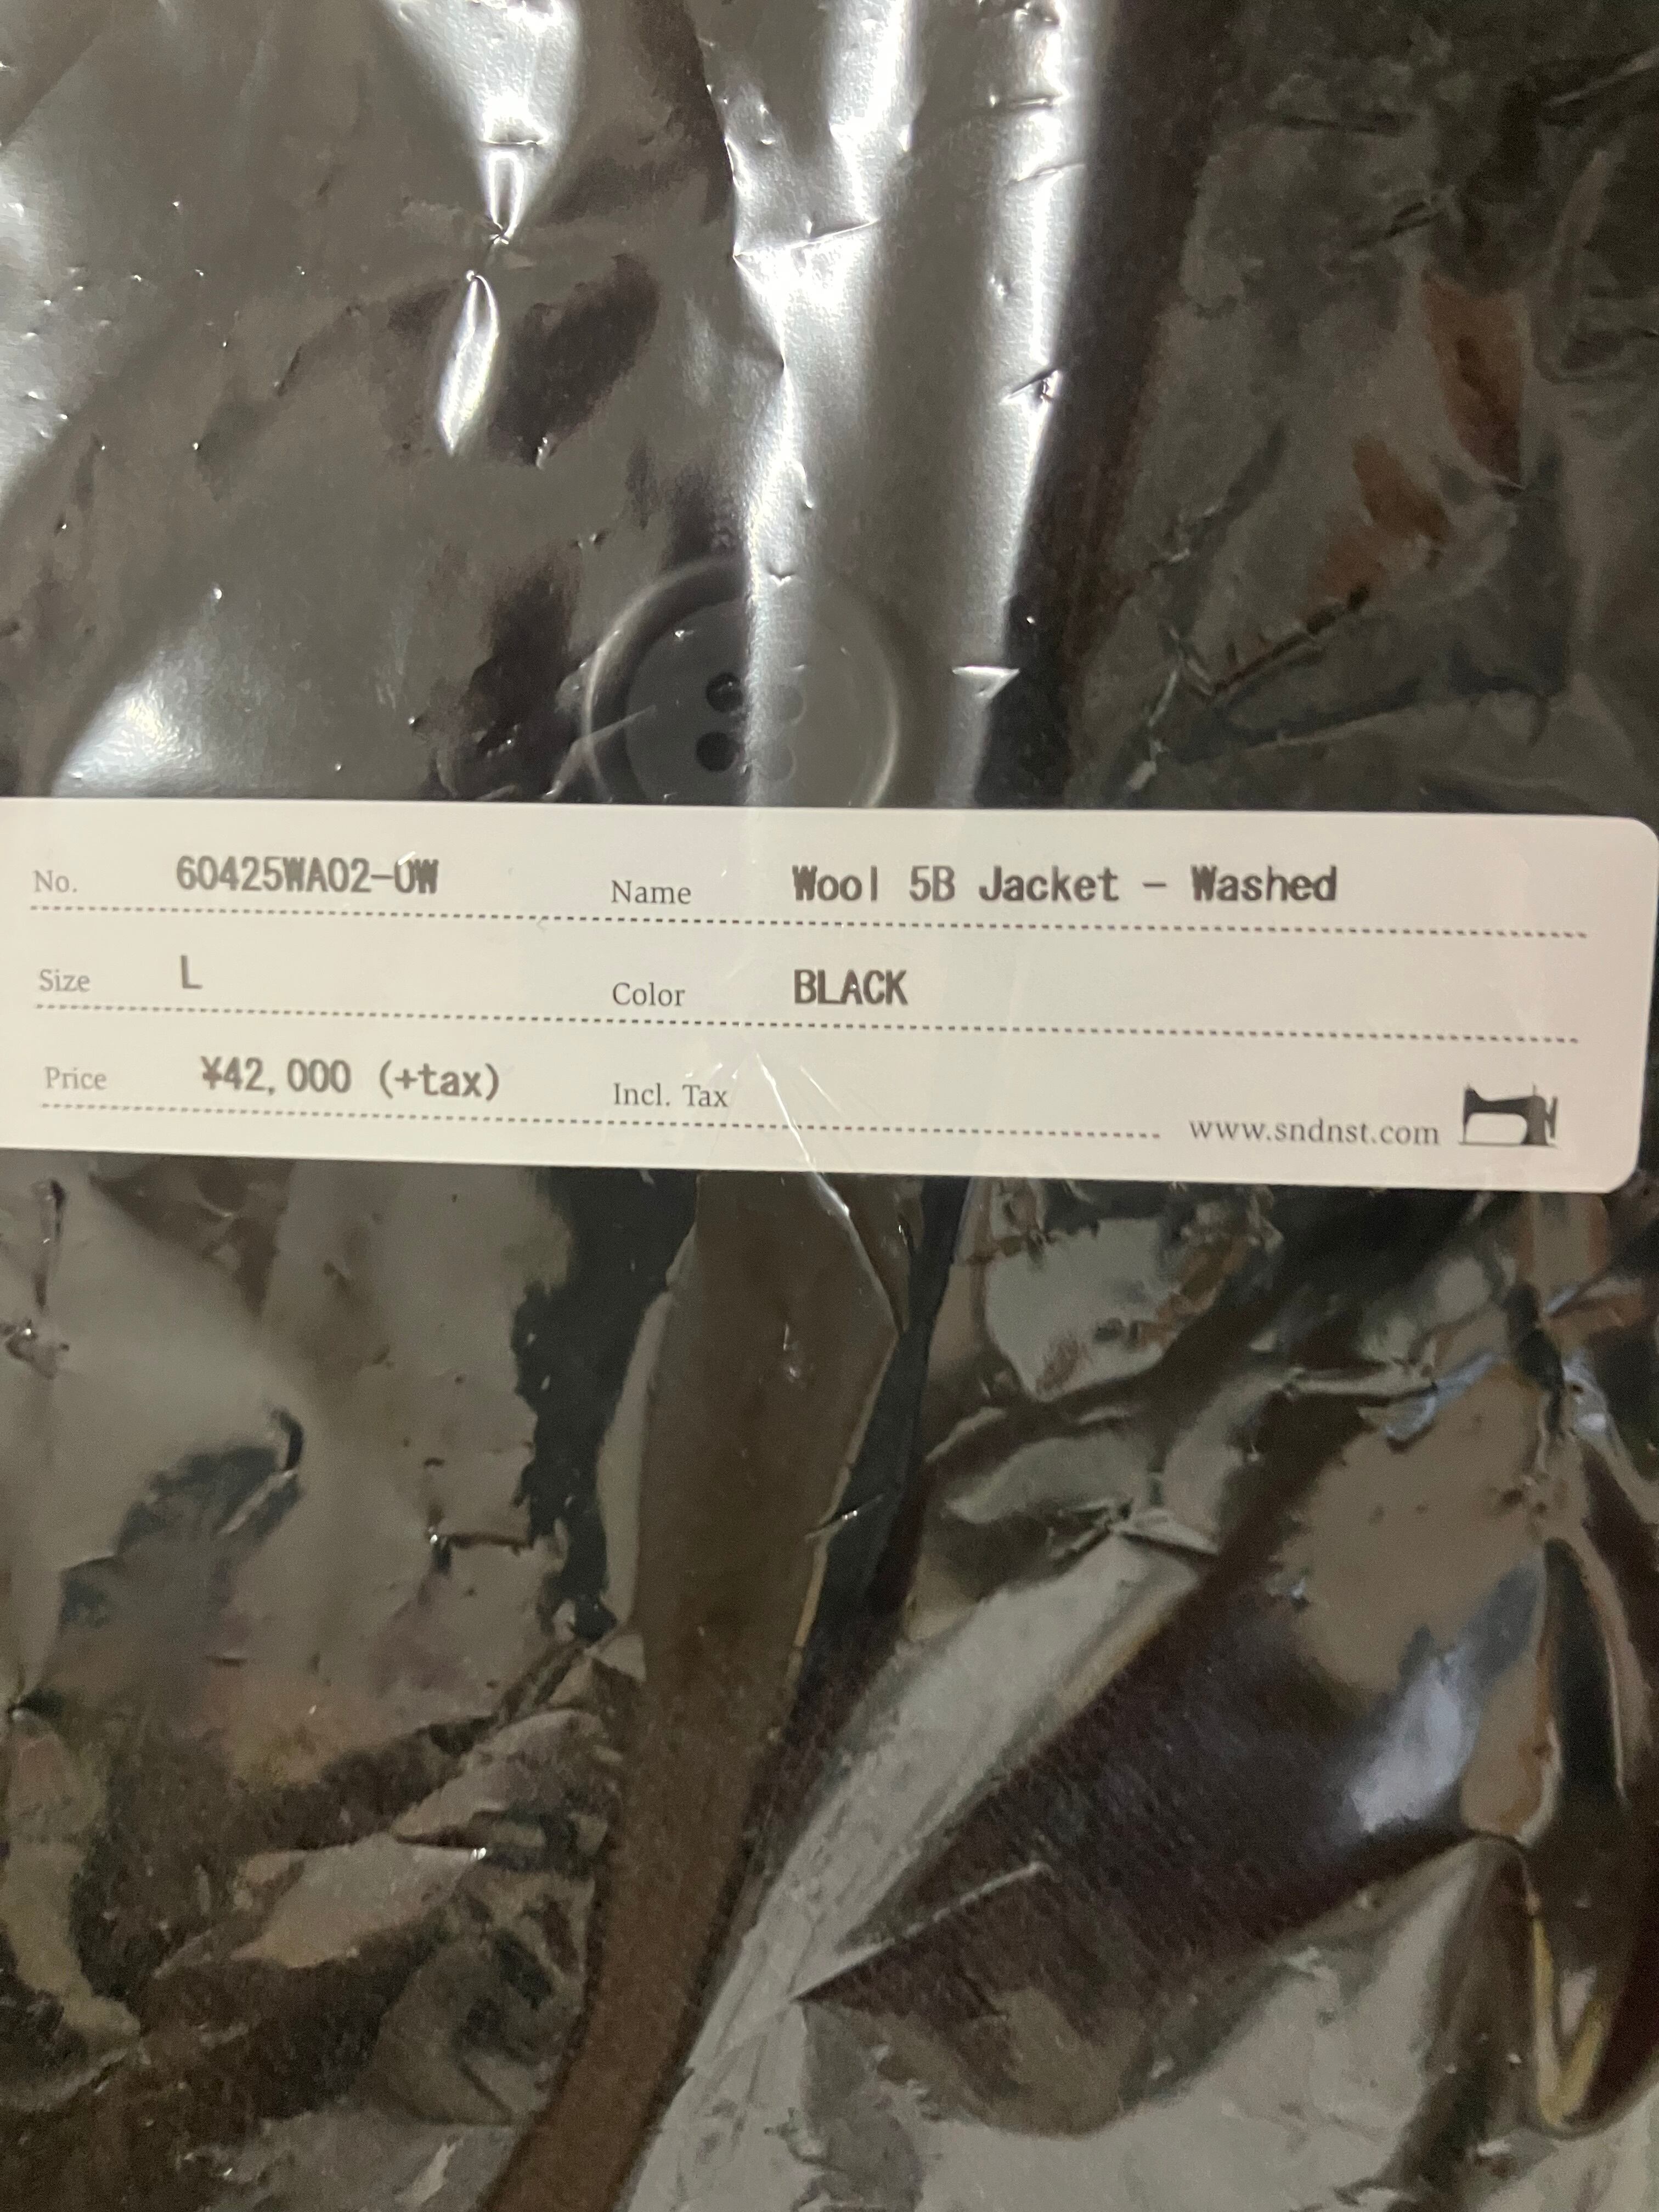 No. 60425WA02-OW Name Wool 5B Jacket - Washed
Size L Color BLACK
Price ¥42,000 (+tax) Incl. Tax
www.sndnst.com